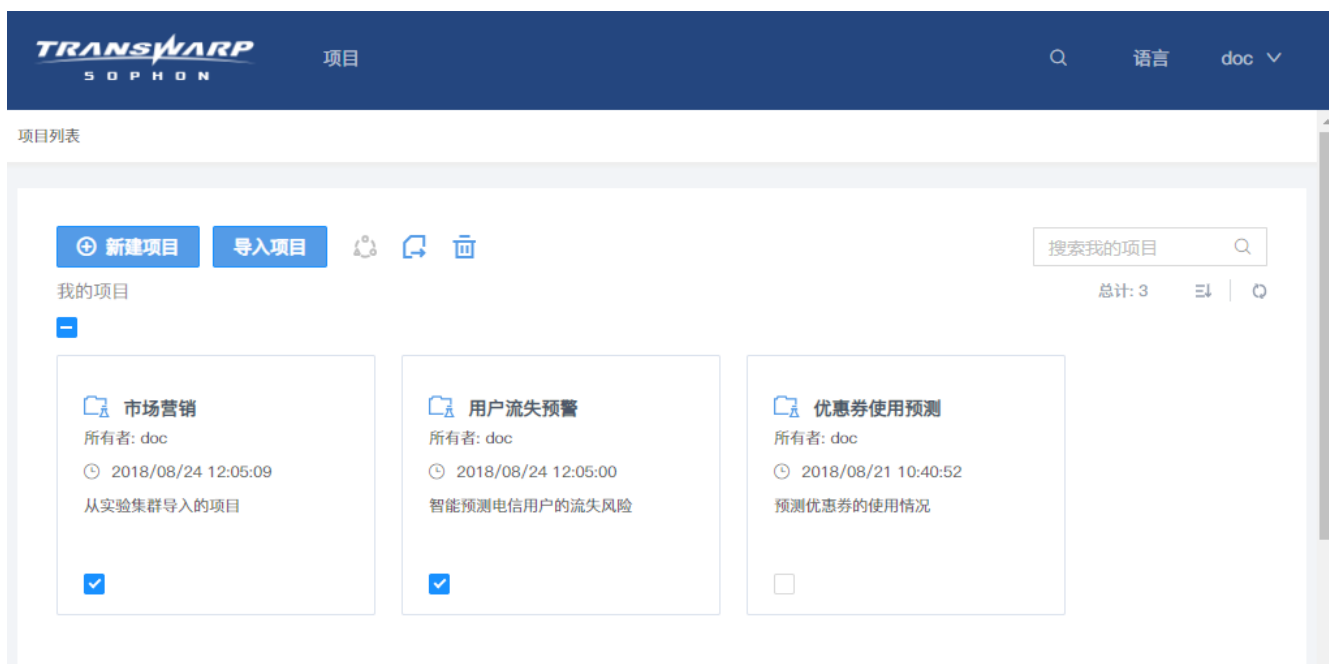 TRANSWARP
SOPHON
项目
语言
doc
项目列表
新建项目
导入项目
搜索我的项目
我的项目
总计: 3
市场营销
所有者: doc
2018/08/24 12:05:09
从实验集群导入的项目
用户流失预警
所有者: doc
2018/08/24 12:05:00
智能预测电信用户的流失风险
优惠券使用预测
所有者: doc
2018/08/21 10:40:52
预测优惠券的使用情况